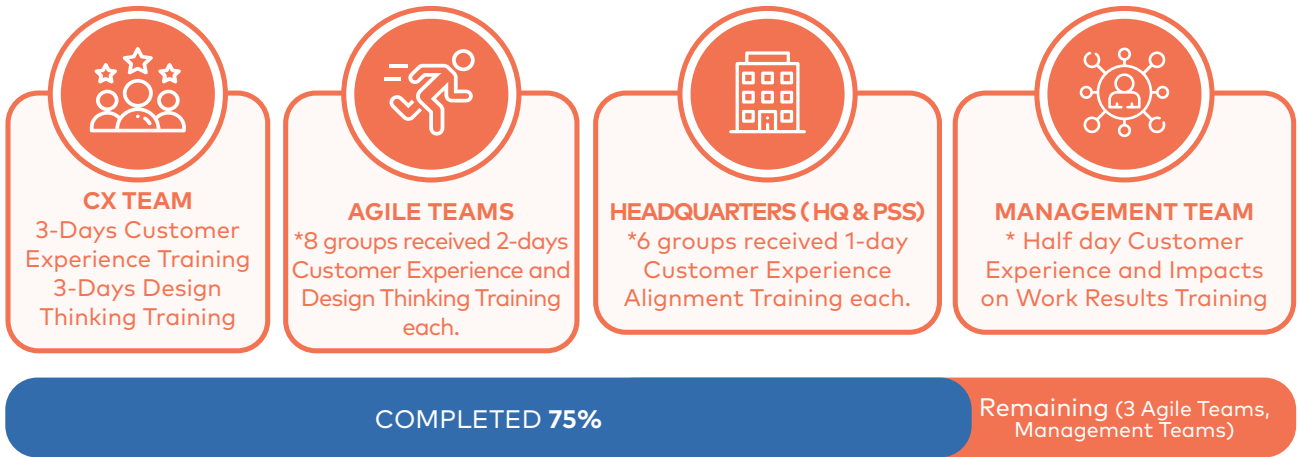 CX TEAM
3-Days Customer
Experience Training
3-Days Design
Thinking Training
AGILE TEAMS
*8 groups received 2-days
Customer Experience and
Design Thinking Training
each.
HEADQUARTERS ( HQ & PSS)
*6 groups received 1-day
Customer Experience
Alignment Training each.
MANAGEMENT TEAM
* Half day Customer
Experience and Impacts
on Work Results Training
COMPLETED 75%
Remaining (3 Agile Teams,
Management Teams)